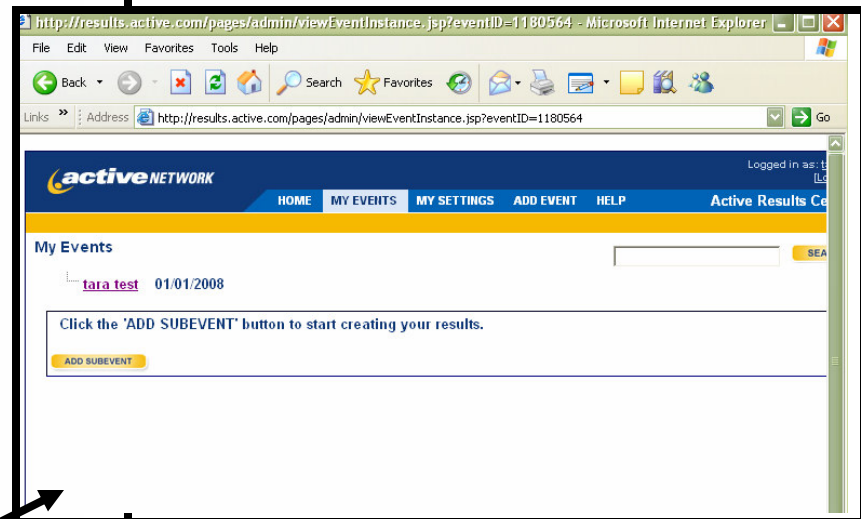 http://results.active.com/pages/admin/viewEventInstance.jsp?eventID=1180564 - Microsoft Internet Explorer
File Edit View Favorites Tools Help
Back Search Favorites
Links » Address http://results.active.com/pages/admin/viewEventInstance.jsp?eventID=1180564 Go
Logged in as:
active NETWORK
HOME MY EVENTS MY SETTINGS ADD EVENT HELP Active Results Ce
My Events
SEA
tara test 01/01/2008
Click the 'ADD SUBEVENT' button to start creating your results.
ADD SUBEVENT